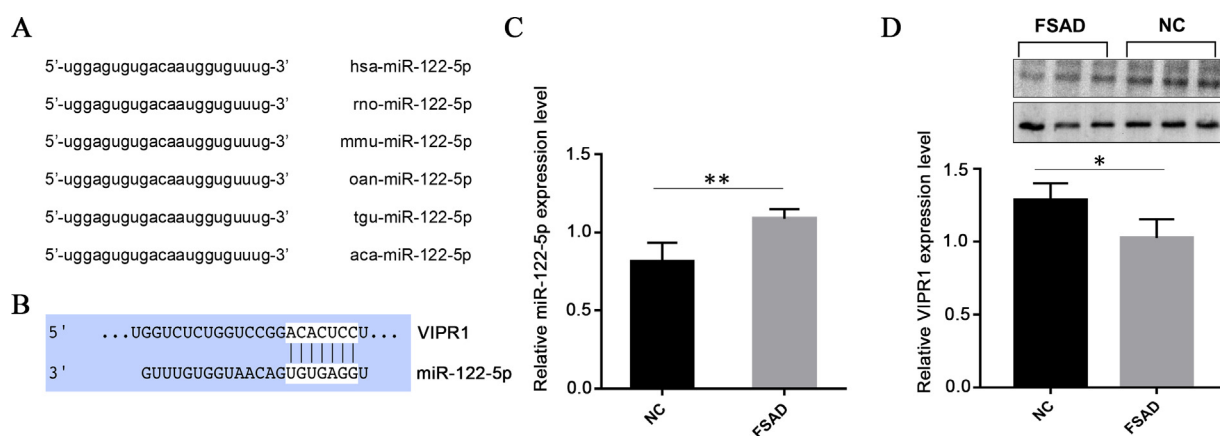 A
5’-uggagugugacaaugguguuug-3’ hsa-miR-122-5p
5’-uggagugugacaaugguguuug-3’ rno-miR-122-5p
5’-uggagugugacaaugguguuug-3’ mmu-miR-122-5p
5’-uggagugugacaaugguguuug-3’ oan-miR-122-5p
5’-uggagugugacaaugguguuug-3’ tgu-miR-122-5p
5’-uggagugugacaaugguguuug-3’ aca-miR-122-5p
B
5' ...UGGUCUCUGGUCCGGACACUCCU... VIPR1
3' GUUUGUGGUAACAGUGUGAGGU miR-122-5p
C
Relative miR-122-5p expression level
1.5
1.0
0.5
0.0
**
NC
FSAD
D
FSAD NC
Relative VIPR1 expression level
1.5
1.0
0.5
0.0
*
NC
FSAD